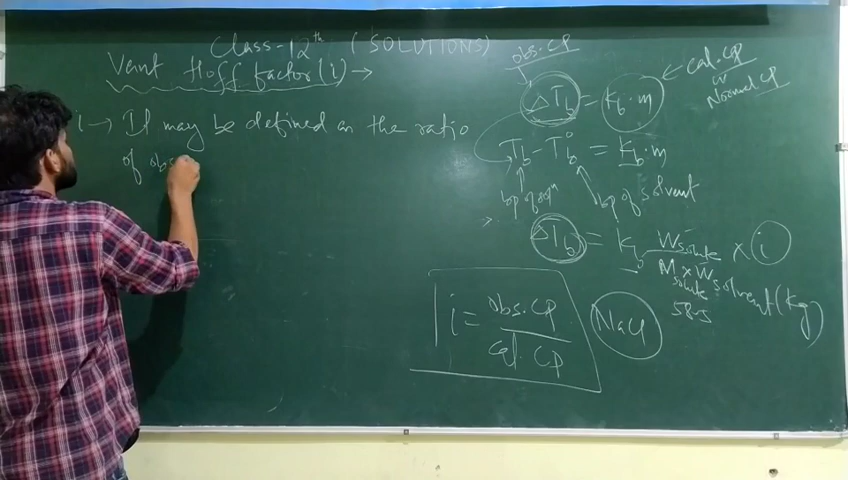 Class-12th (SOLUTIONS)
Vant Hoff factor (i) →
1 → It may be defined as the ratio
of obs
obs. CP
ΔTb = Kb·m
cal. CP
or
Normal CP
Tb - Tb° = Kb·m
bp of soln
bp of solvent
ΔTb = Kb Wsolute / Msolute × Wsolvent (Kg) × i
58.5
i = obs. CP / cal. CP
NaCl